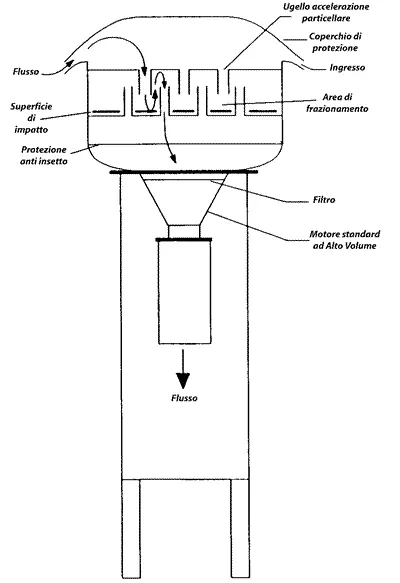 Ugello accelerazione
particellare
Coperchio di
protezione
Flusso
Ingresso
Superficie
di
impatto
Area di
frazionamento
Protezione
anti insetto
Filtro
Motore standard
ad Alto Volume
Flusso